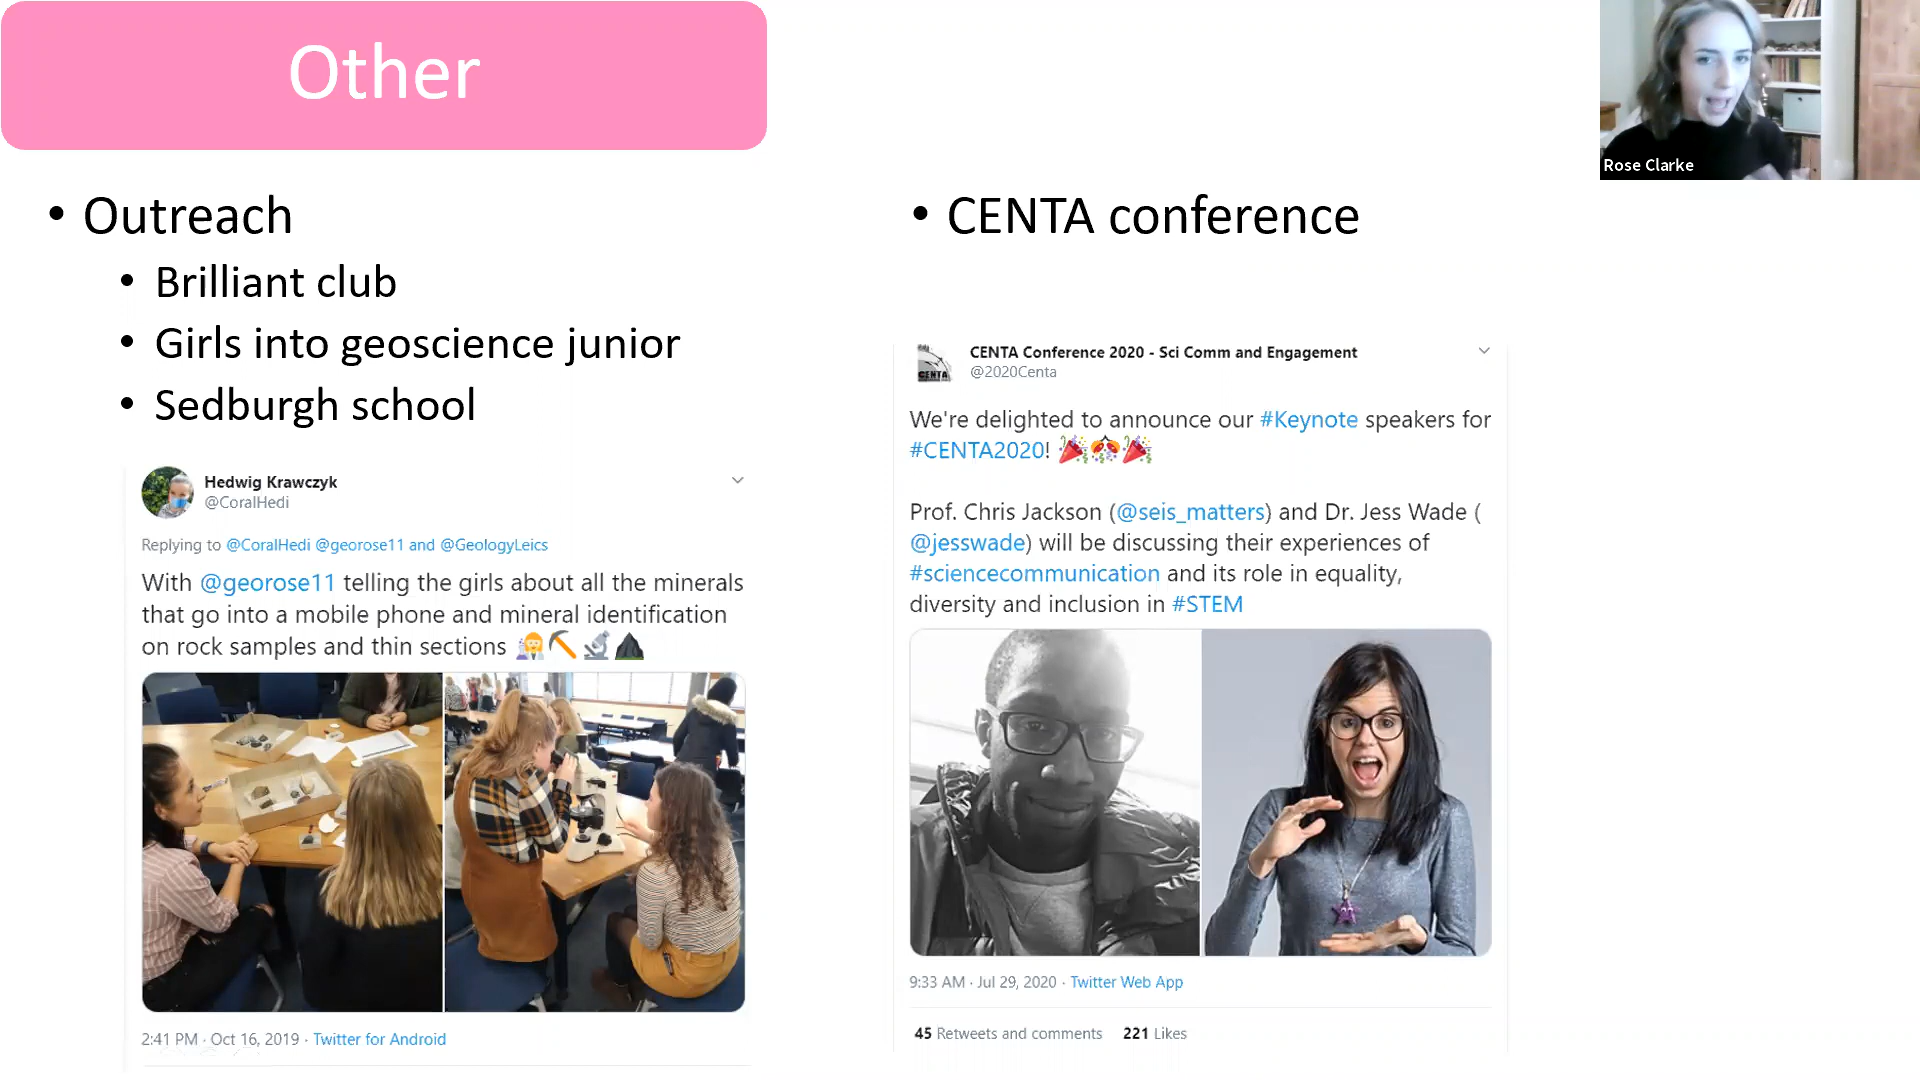 Other
Rose Clarke
• Outreach
• Brilliant club
• Girls into geoscience junior
• Sedburgh school
Hedwig Krawczyk
@CoralHedi
Replying to @CoralHedi @georose11 and @GeologyLeics
With @georose11 telling the girls about all the minerals
that go into a mobile phone and mineral identification
on rock samples and thin sections
2:41 PM · Oct 16, 2019 · Twitter for Android
• CENTA conference
CENTA
CENTA Conference 2020 - Sci Comm and Engagement
@2020Centa
We're delighted to announce our #Keynote speakers for
#CENTA2020!
Prof. Chris Jackson (@seis_matters) and Dr. Jess Wade (
@jesswade) will be discussing their experiences of
#sciencecommunication and its role in equality,
diversity and inclusion in #STEM
9:33 AM · Jul 29, 2020 · Twitter Web App
45 Retweets and comments 221 Likes